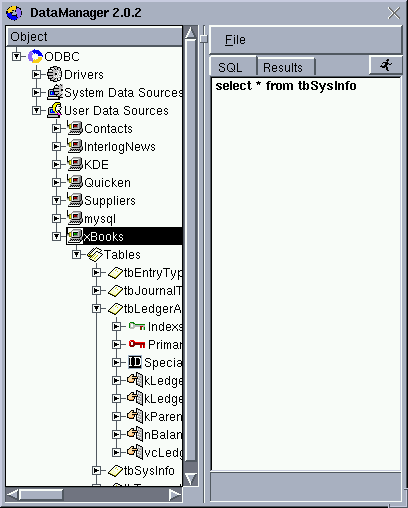 DataManager 2.0.2
Object
ODBC
Drivers
System Data Sources
User Data Sources
Contacts
InterlogNews
KDE
Quicken
Suppliers
mysql
xBooks
Tables
tbEntryTyp
tbJournalT
tbLedgerA
Indexs
Primar
ID Specia
kLedge
kLedge
kParen
nBalan
vcLedg
tbSysInfo
File
SQL Results
select * from tbSysInfo